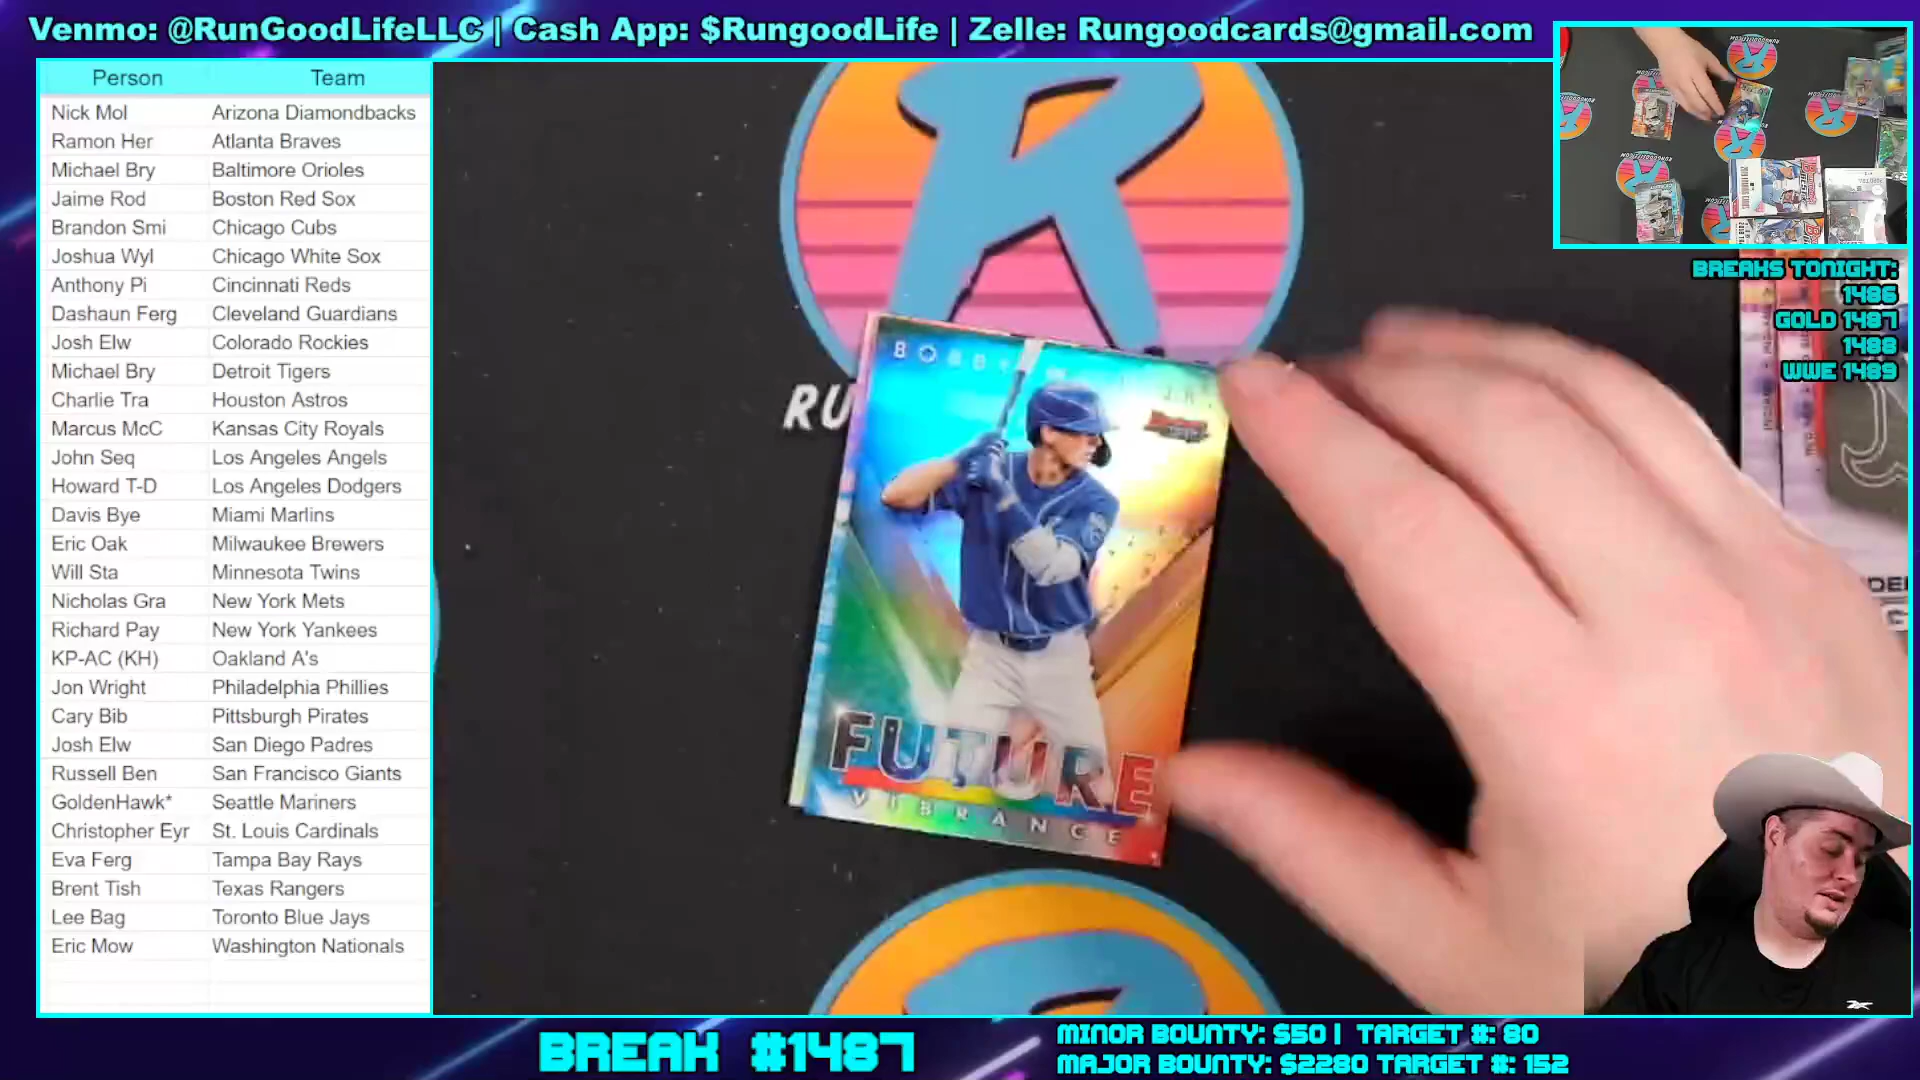 Venmo: @RunGoodLifeLLC | Cash App: $RungoodLife | Zelle: Rungoodcards@gmail.com
Person Team
Nick Mol Arizona Diamondbacks
Ramon Her Atlanta Braves
Michael Bry Baltimore Orioles
Jaime Rod Boston Red Sox
Brandon Smi Chicago Cubs
Joshua Wyl Chicago White Sox
Anthony Pi Cincinnati Reds
Dashaun Ferg Cleveland Guardians
Josh Elw Colorado Rockies
Michael Bry Detroit Tigers
Charlie Tra Houston Astros
Marcus McC Kansas City Royals
John Seq Los Angeles Angels
Howard T-D Los Angeles Dodgers
Davis Bye Miami Marlins
Eric Oak Milwaukee Brewers
Will Sta Minnesota Twins
Nicholas Gra New York Mets
Richard Pay New York Yankees
KP-AC (KH) Oakland A's
Jon Wright Philadelphia Phillies
Cary Bib Pittsburgh Pirates
Josh Elw San Diego Padres
Russell Ben San Francisco Giants
GoldenHawk* Seattle Mariners
Christopher Eyr St. Louis Cardinals
Eva Ferg Tampa Bay Rays
Brent Tish Texas Rangers
Lee Bag Toronto Blue Jays
Eric Mow Washington Nationals
R
RU
BOBBY
JR.
FUTURE
VIBRANCE
BREAKS TONIGHT:
1486
GOLD 1487
1488
WWE 1489
BREAK #1487
MINOR BOUNTY: $50 | TARGET #: 80
MAJOR BOUNTY: $2280 TARGET #: 152